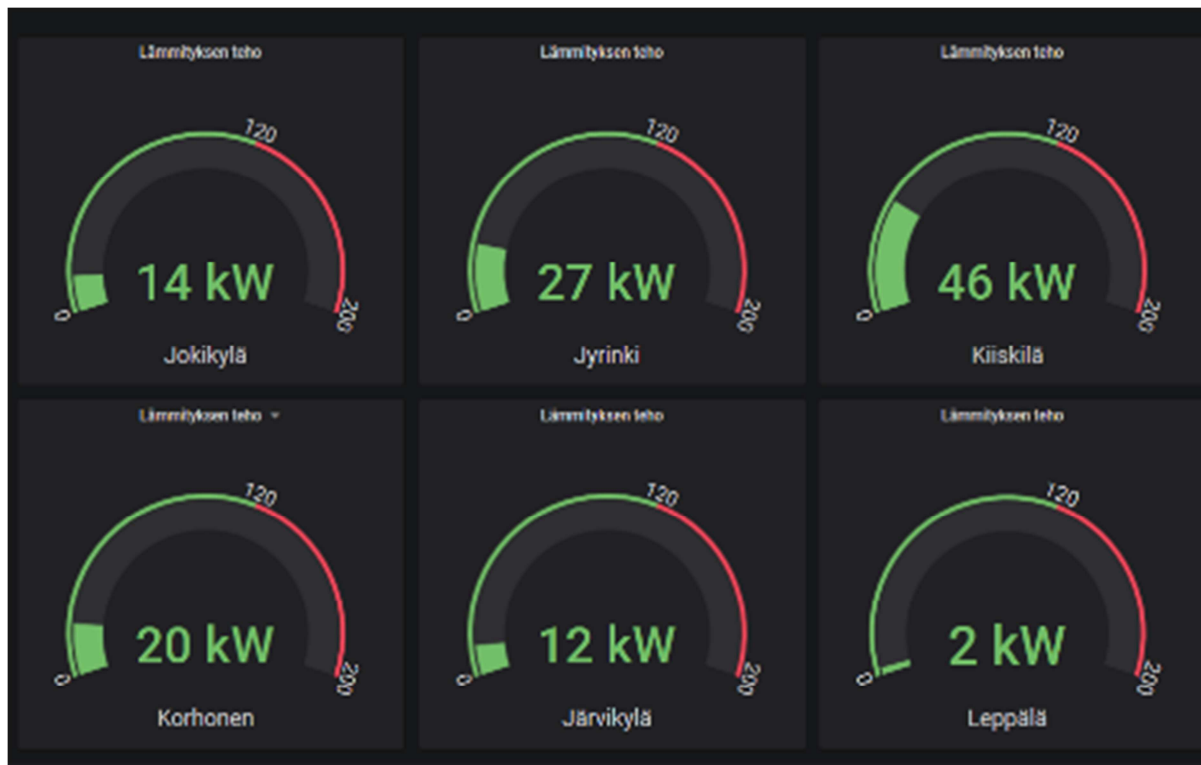 Lämmityksen teho
120
0
200
14 kW
Jokikylä
Lämmityksen teho
120
0
200
27 kW
Jyrinki
Lämmityksen teho
120
0
200
46 kW
Kiiskilä
Lämmityksen teho
120
0
200
20 kW
Korhonen
Lämmityksen teho
120
0
200
12 kW
Järvikylä
Lämmityksen teho
120
0
200
2 kW
Leppälä